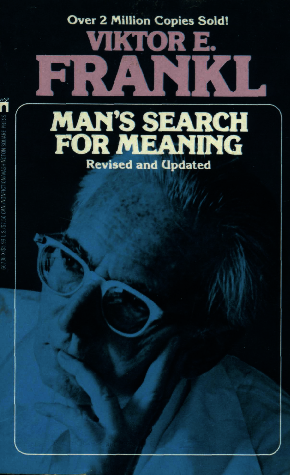 Over 2 Million Copies Sold!
VIKTOR E.
FRANKL
MAN'S SEARCH
FOR MEANING
Revised and Updated